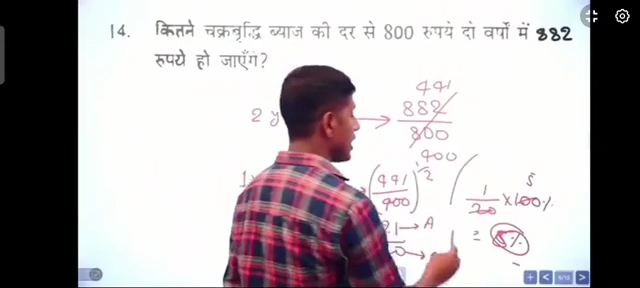 14. कितने चक्रवृद्धि ब्याज की दर से 800 रुपये दो वर्षों में 882
रुपये हो जाएँगे?
2 y → 882/800
441
400
(441/400)^1/2
1/20 × 100%
5
21 → A
= 5%